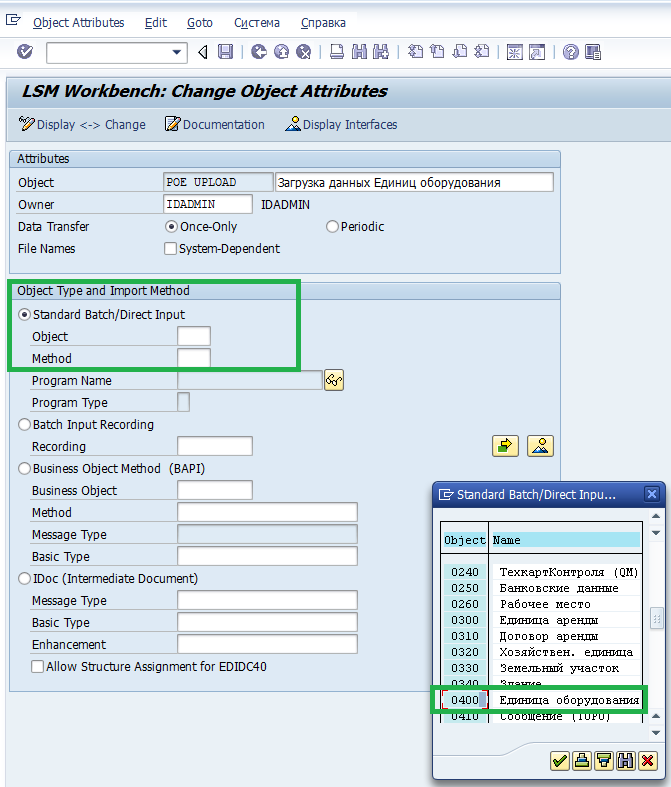 Object Attributes Edit Goto Система Справка
LSM Workbench: Change Object Attributes
Display <-> Change Documentation Display Interfaces
Attributes
Object POE UPLOAD Загрузка данных Единиц оборудования
Owner IDADMIN IDADMIN
Data Transfer Once-Only Periodic
File Names System-Dependent
Object Type and Import Method
Standard Batch/Direct Input
Object
Method
Program Name
Program Type
Batch Input Recording
Recording
Business Object Method (BAPI)
Business Object
Method
Message Type
Basic Type
IDoc (Intermediate Document)
Message Type
Basic Type
Enhancement
Allow Structure Assignment for EDIDC40
Standard Batch/Direct Inpu...
Object Name
0240 ТехкартКонтроля (QM)
0250 Банковские данные
0260 Рабочее место
0300 Единица аренды
0310 Договор аренды
0320 Хозяйствен. единица
0330 Земельный участок
0340 Здание
0400 Единица оборудования
0410 Сообщение (ТОРО)